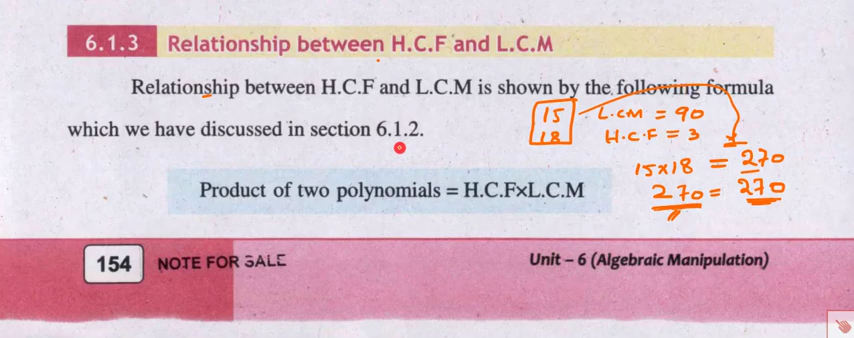 6.1.3 Relationship between H.C.F and L.C.M
Relationship between H.C.F and L.C.M is shown by the following formula
which we have discussed in section 6.1.2.
15 L.CM = 90
18 H.C.F = 3
15×18 = 270
270 = 270
Product of two polynomials = H.C.F×L.C.M
154 NOTE FOR SALE Unit – 6 (Algebraic Manipulation)